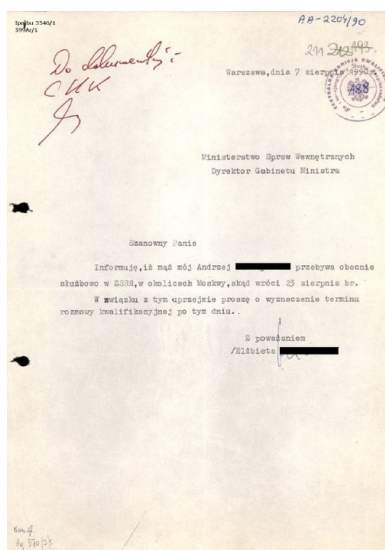 AA-2204/90
Do dokumentacji
CKK
Warszawa,dnia 7 sierpnia 1990
188
Ministerstwo Spraw Wewnętrznych
Dyrektor Gabinetu Ministra
Szanowny Panie
Informuję,iż mąż mój Andrzej przebywa obecnie
służbowo w ZSRR,w okolicach Moskwy,skąd wróci 23 sierpnia br.
W związku z tym uprzejmie proszę o wyznaczenie terminu
rozmowy kwalifikacyjnej po tym dniu..
Z poważaniem
/Elżbieta